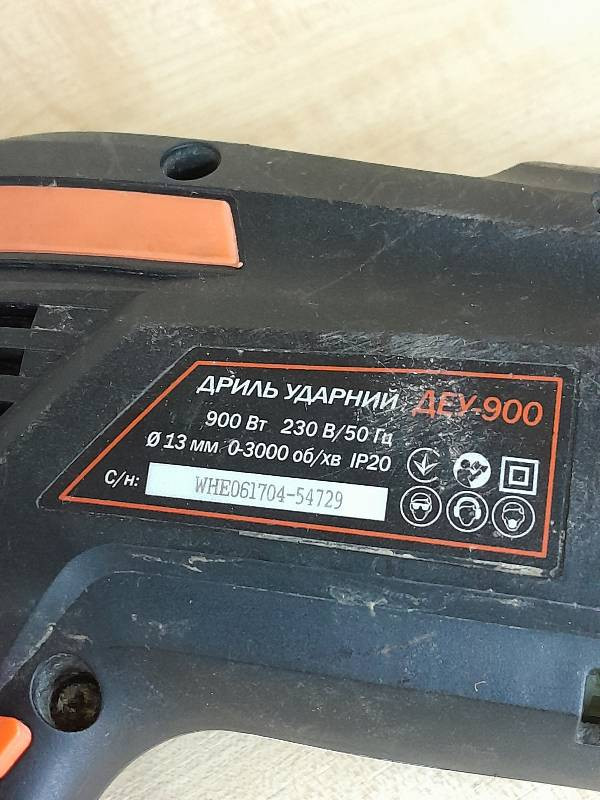 ДРИЛЬ УДАРНИЙ ДЕУ-900
900 Вт 230 В/50 Гц
Ø 13 мм 0-3000 об/хв IP20
С/н: WHE061704-54729